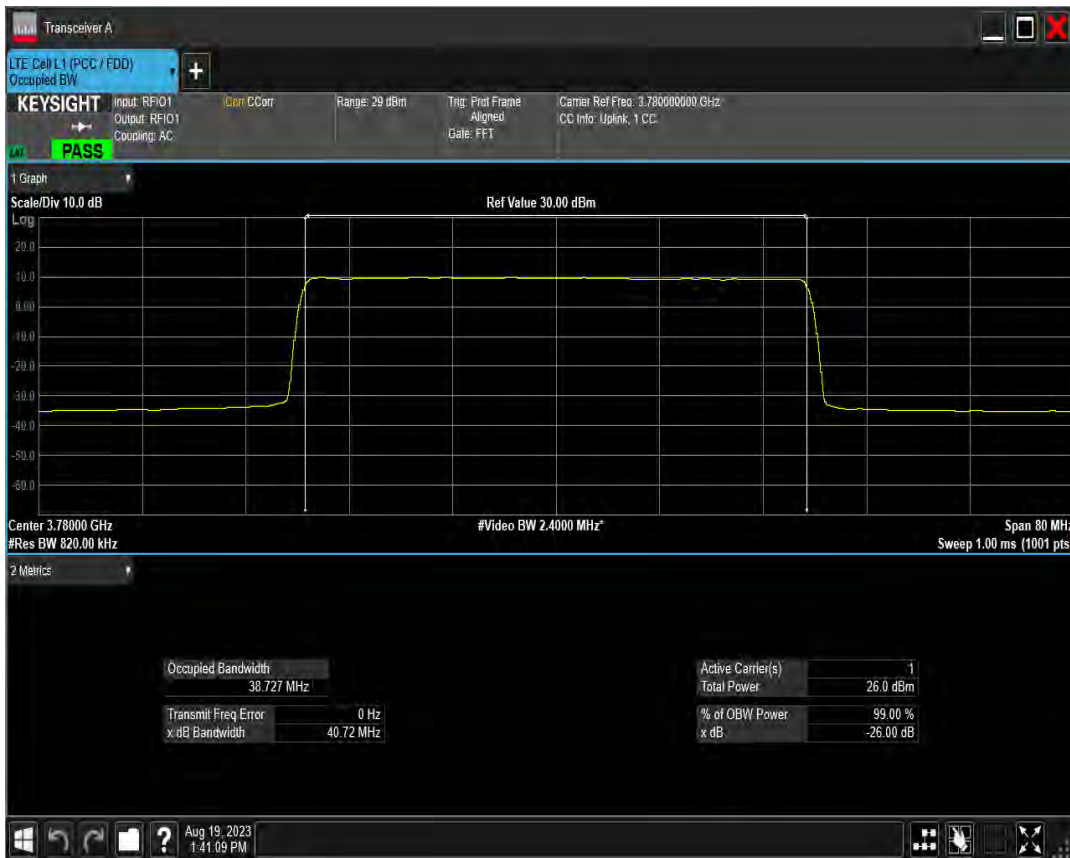 Transceiver A
LTE Cell L1 (PCC / FDD)
Occupied BW
+
KEYSIGHT
Input: RFIO1
Output: RFIO1
Coupling: AC
Corr CCorr
Range: 29 dBm
Trig: Prot Frame
Aligned
Gate: FFT
Carrier Ref Freq: 3.780000000 GHz
CC Info: Uplink, 1 CC
PASS
1 Graph
Scale/Div 10.0 dB
Ref Value 30.00 dBm
Log
20.0
10.0
0.00
-10.0
-20.0
-30.0
-40.0
-50.0
-60.0
Center 3.78000 GHz
#Video BW 2.4000 MHz*
Span 80 MHz
#Res BW 820.00 kHz
Sweep 1.00 ms (1001 pts
2 Metrics
Occupied Bandwidth
38.727 MHz
Transmit Freq Error 0 Hz
x dB Bandwidth 40.72 MHz
Active Carrier(s) 1
Total Power 26.0 dBm
% of OBW Power 99.00 %
x dB -26.00 dB
?
Aug 19, 2023
1:41:09 PM